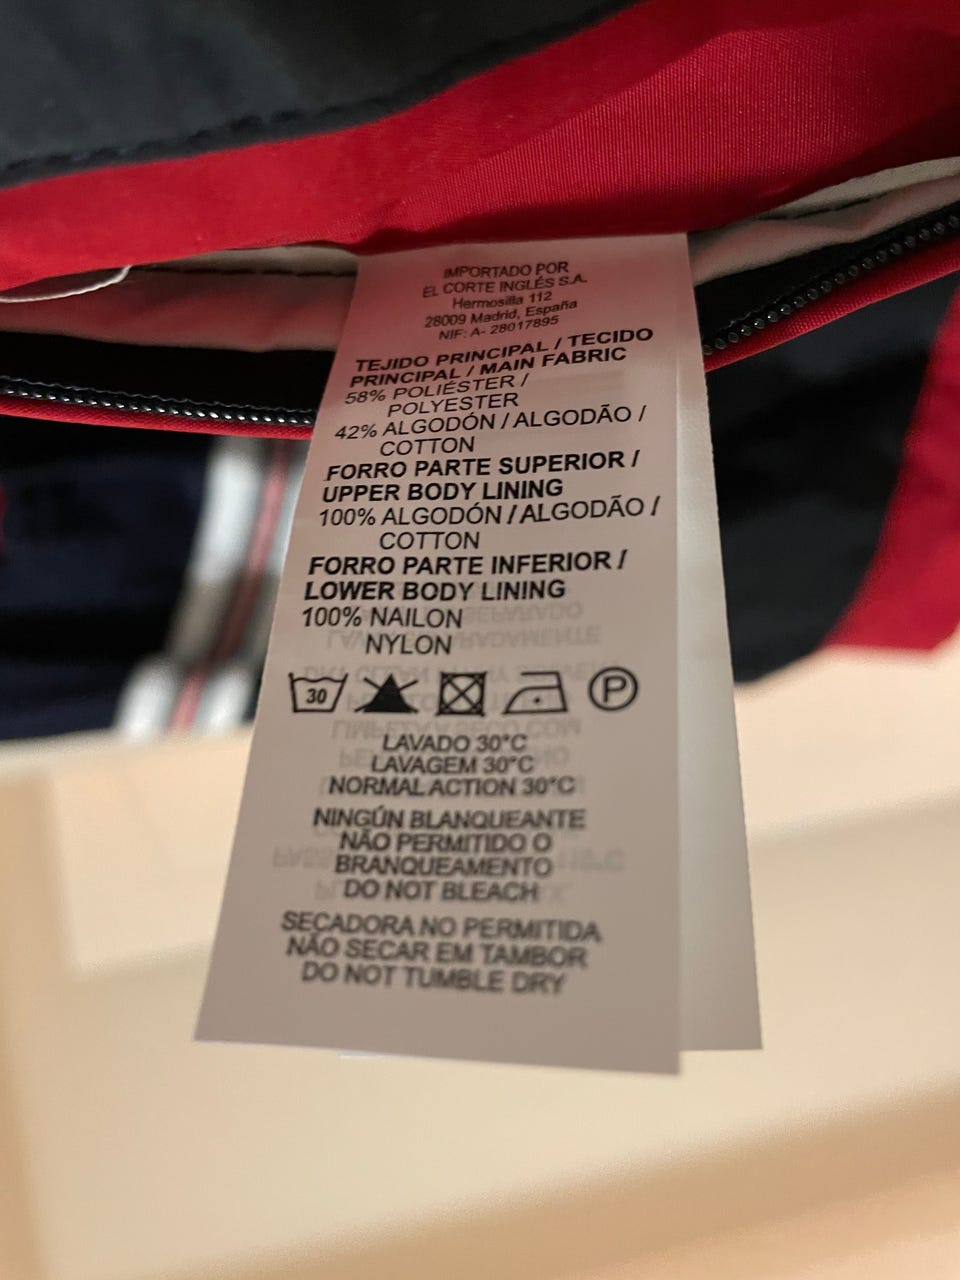 IMPORTADO POR
EL CORTE INGLÉS S.A.
Hermosilla 112
28009 Madrid, España
NIF: A- 28017895
TEJIDO PRINCIPAL / TECIDO
PRINCIPAL / MAIN FABRIC
58% POLIÉSTER /
POLYESTER
42% ALGODÓN / ALGODÃO /
COTTON
FORRO PARTE SUPERIOR /
UPPER BODY LINING
100% ALGODÓN / ALGODÃO /
COTTON
FORRO PARTE INFERIOR /
LOWER BODY LINING
100% NAILON
NYLON
30 P
LAVADO 30°C
LAVAGEM 30°C
NORMAL ACTION 30°C
NINGÚN BLANQUEANTE
NÃO PERMITIDO O
BRANQUEAMENTO
DO NOT BLEACH
SECADORA NO PERMITIDA
NÃO SECAR EM TAMBOR
DO NOT TUMBLE DRY